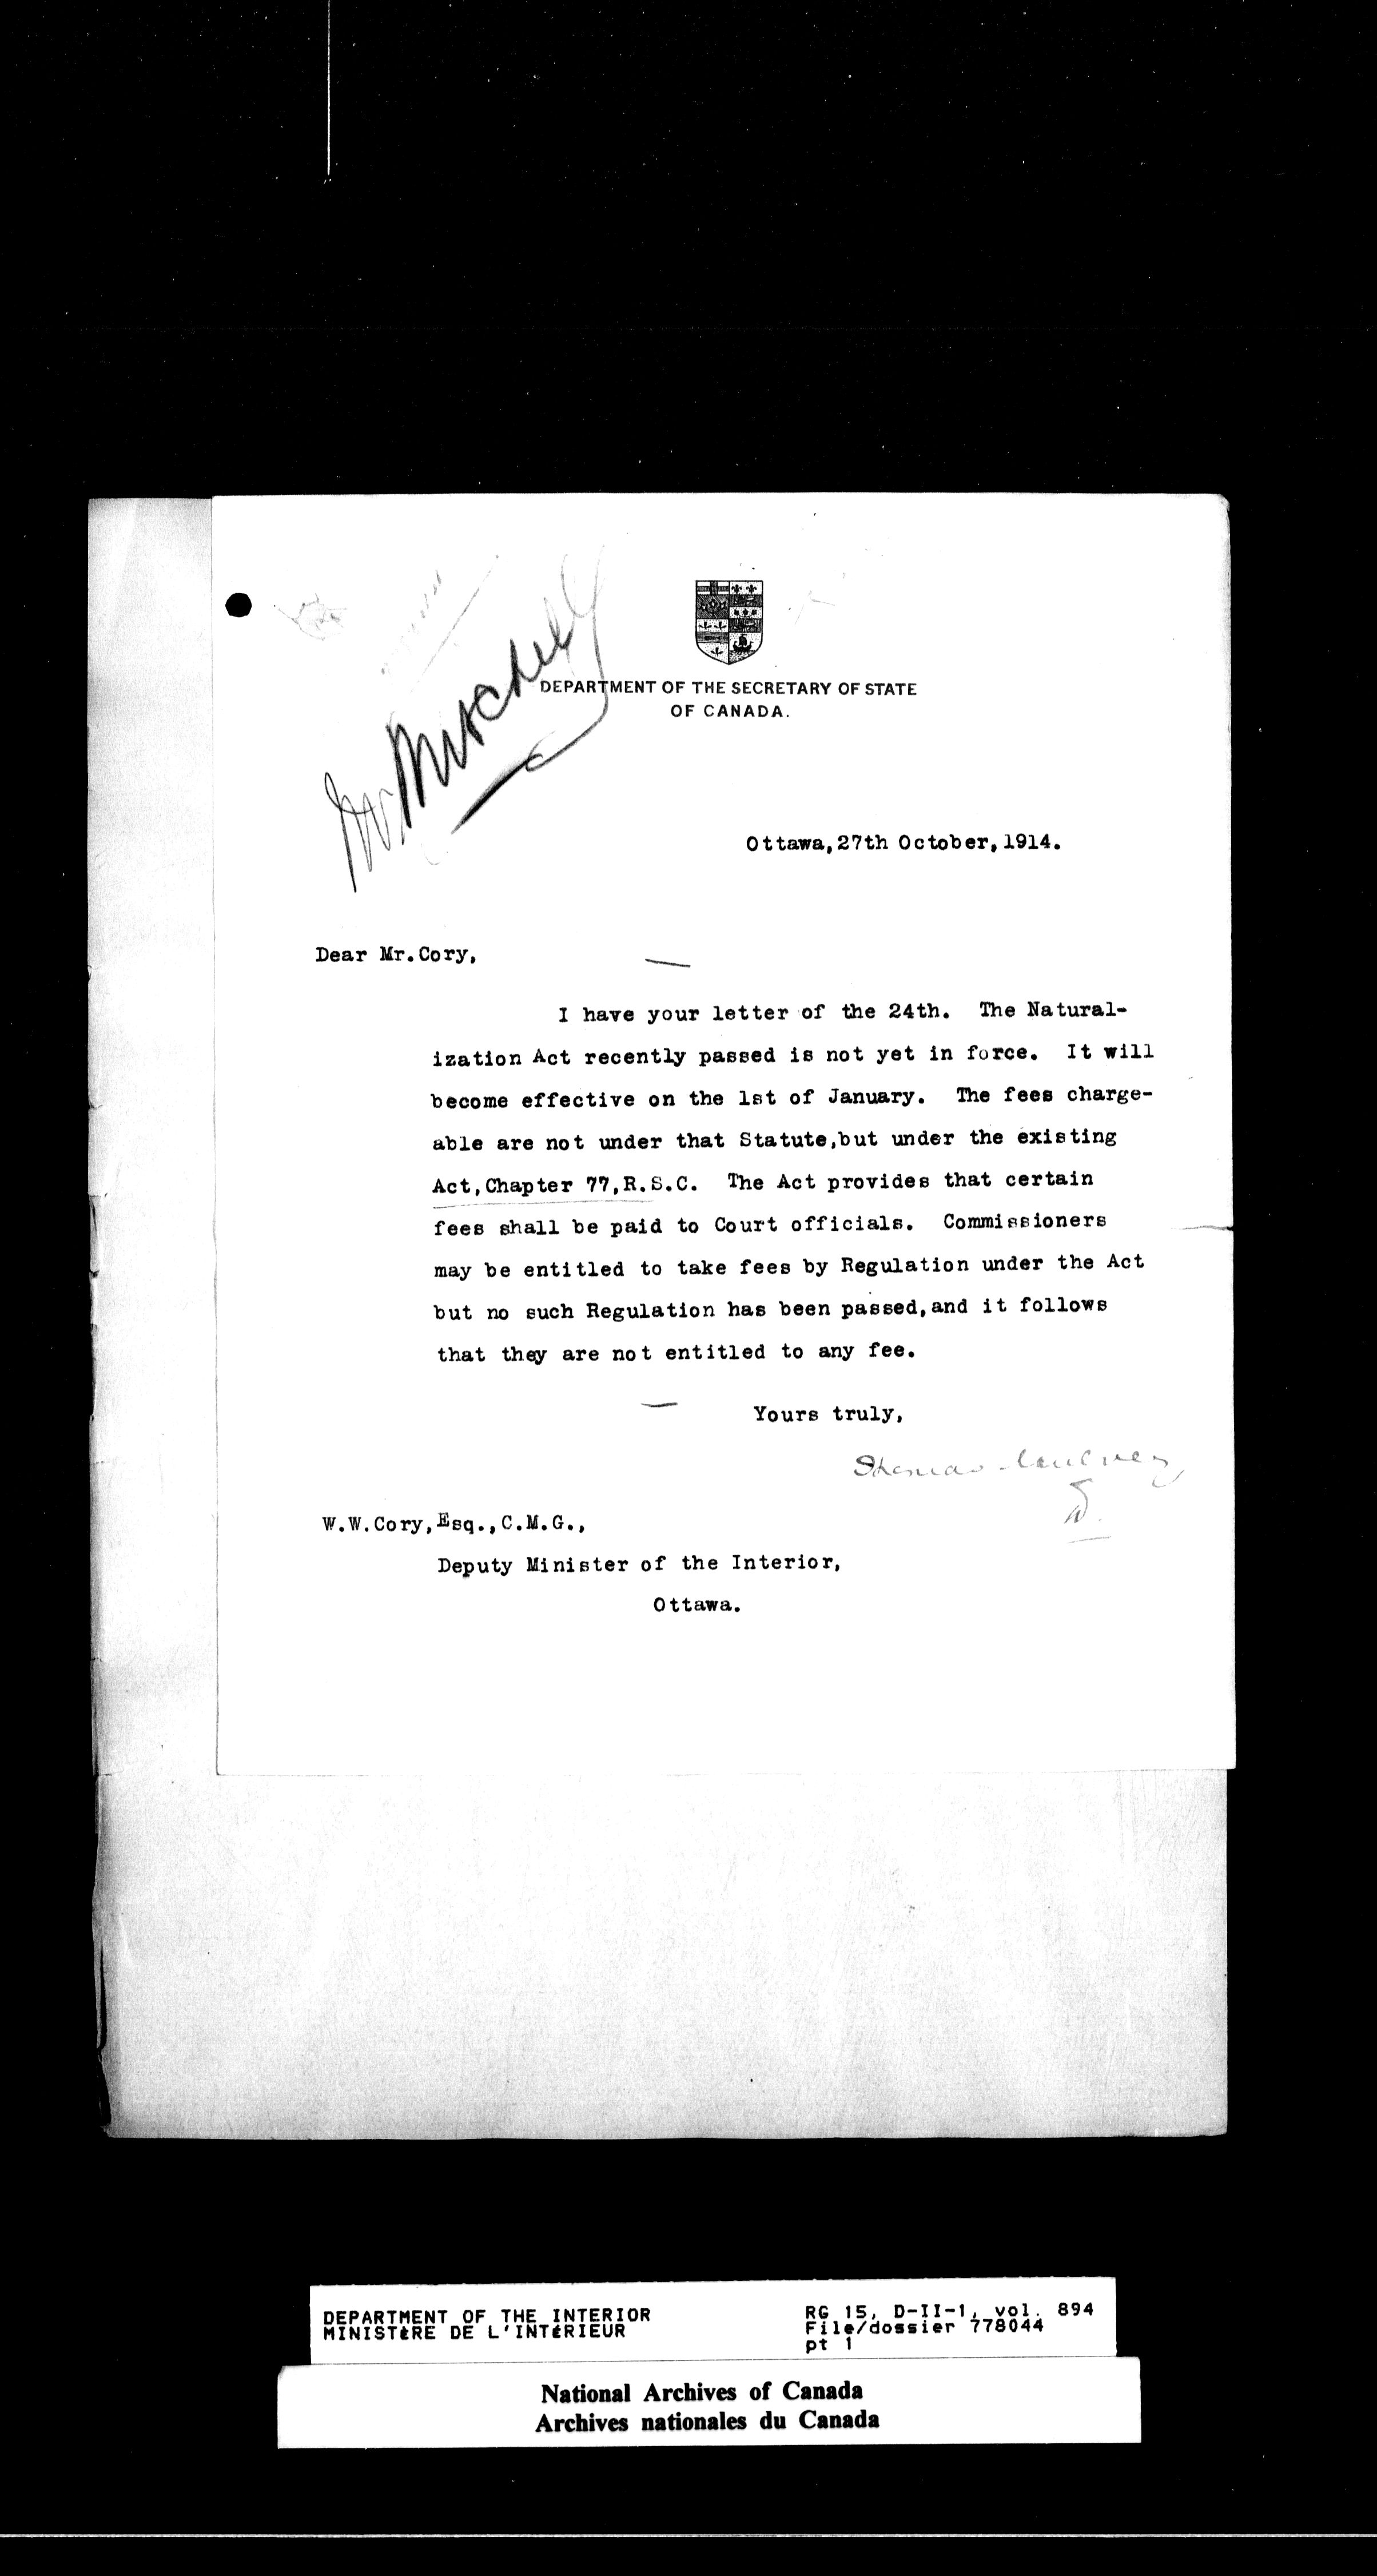 Mr Mitchell
DEPARTMENT OF THE SECRETARY OF STATE
OF CANADA.
Ottawa, 27th October, 1914.
Dear Mr. Cory,
I have your letter of the 24th. The Natural-
ization Act recently passed is not yet in force. It will
become effective on the 1st of January. The fees charge-
able are not under that Statute, but under the existing
Act, Chapter 77, R.S.C. The Act provides that certain
fees shall be paid to Court officials. Commissioners
may be entitled to take fees by Regulation under the Act
but no such Regulation has been passed, and it follows
that they are not entitled to any fee.
Yours truly,
Thomas Mulvey
W.W. Cory, Esq., C.M.G.,
Deputy Minister of the Interior,
Ottawa.
DEPARTMENT OF THE INTERIOR
MINISTÈRE DE L'INTÉRIEUR
RG 15, D-II-1, vol. 894
File/dossier 778044
pt 1
National Archives of Canada
Archives nationales du Canada